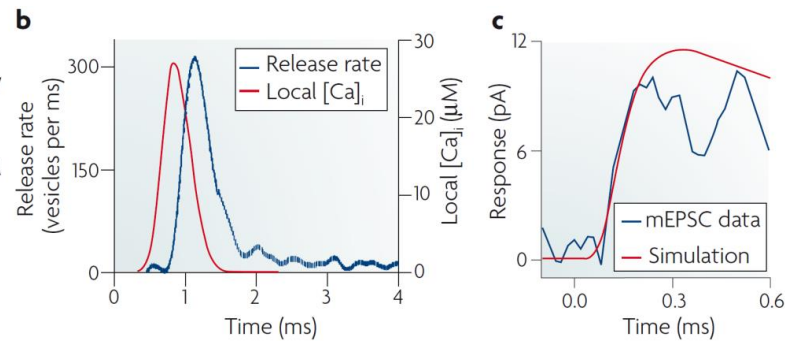 b
Release rate
(vesicles per ms)
300
150
0
0
1
2
3
4
Time (ms)
Release rate
Local [Ca]i
30
20
10
0
Local [Ca]i (μM)
c
Response (pA)
12
6
0
0.0
0.3
0.6
Time (ms)
mEPSC data
Simulation